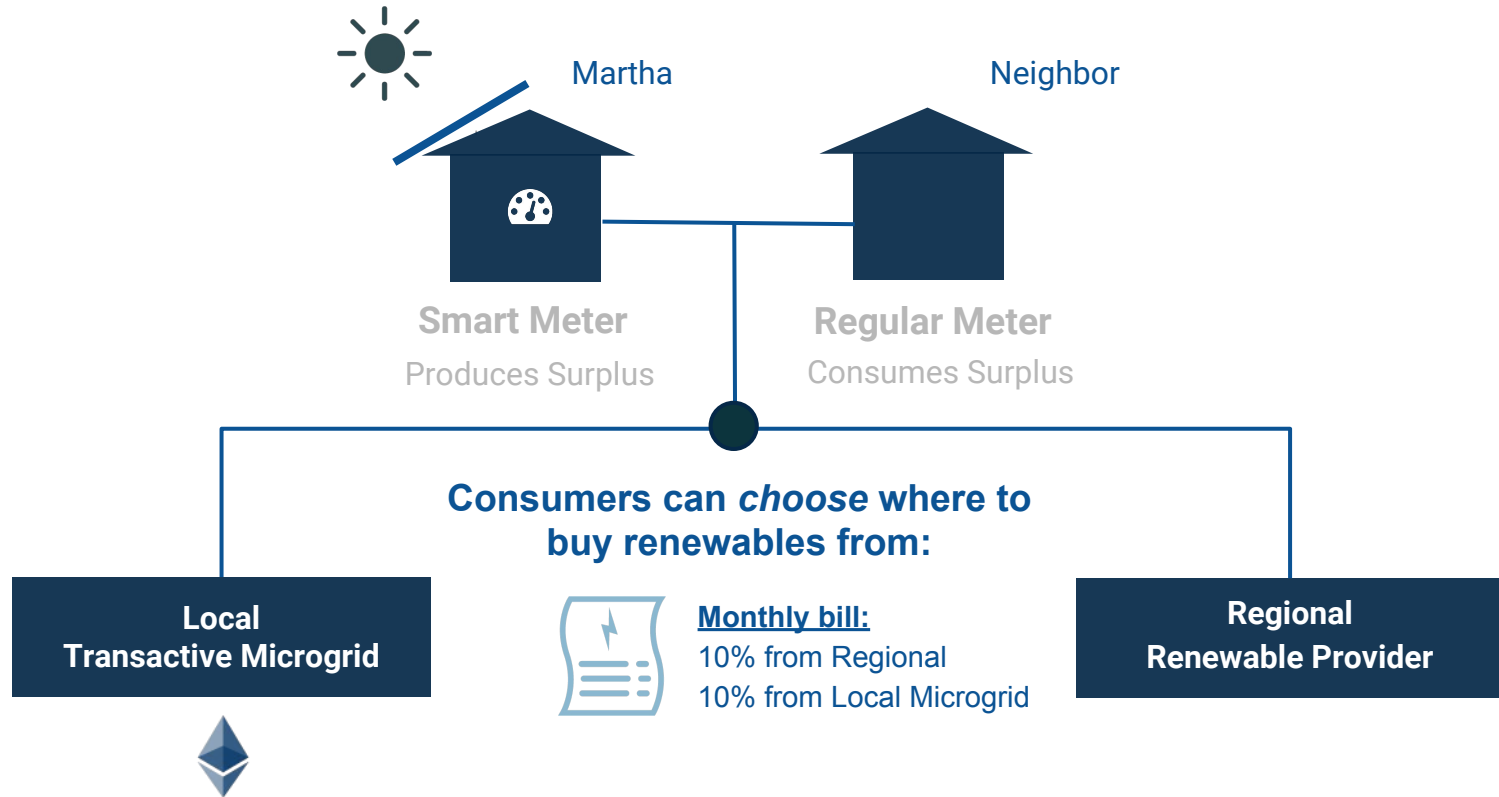 Martha
Neighbor
Smart Meter
Produces Surplus
Regular Meter
Consumes Surplus
Consumers can choose where to
buy renewables from:
Local
Transactive Microgrid
Monthly bill:
10% from Regional
10% from Local Microgrid
Regional
Renewable Provider